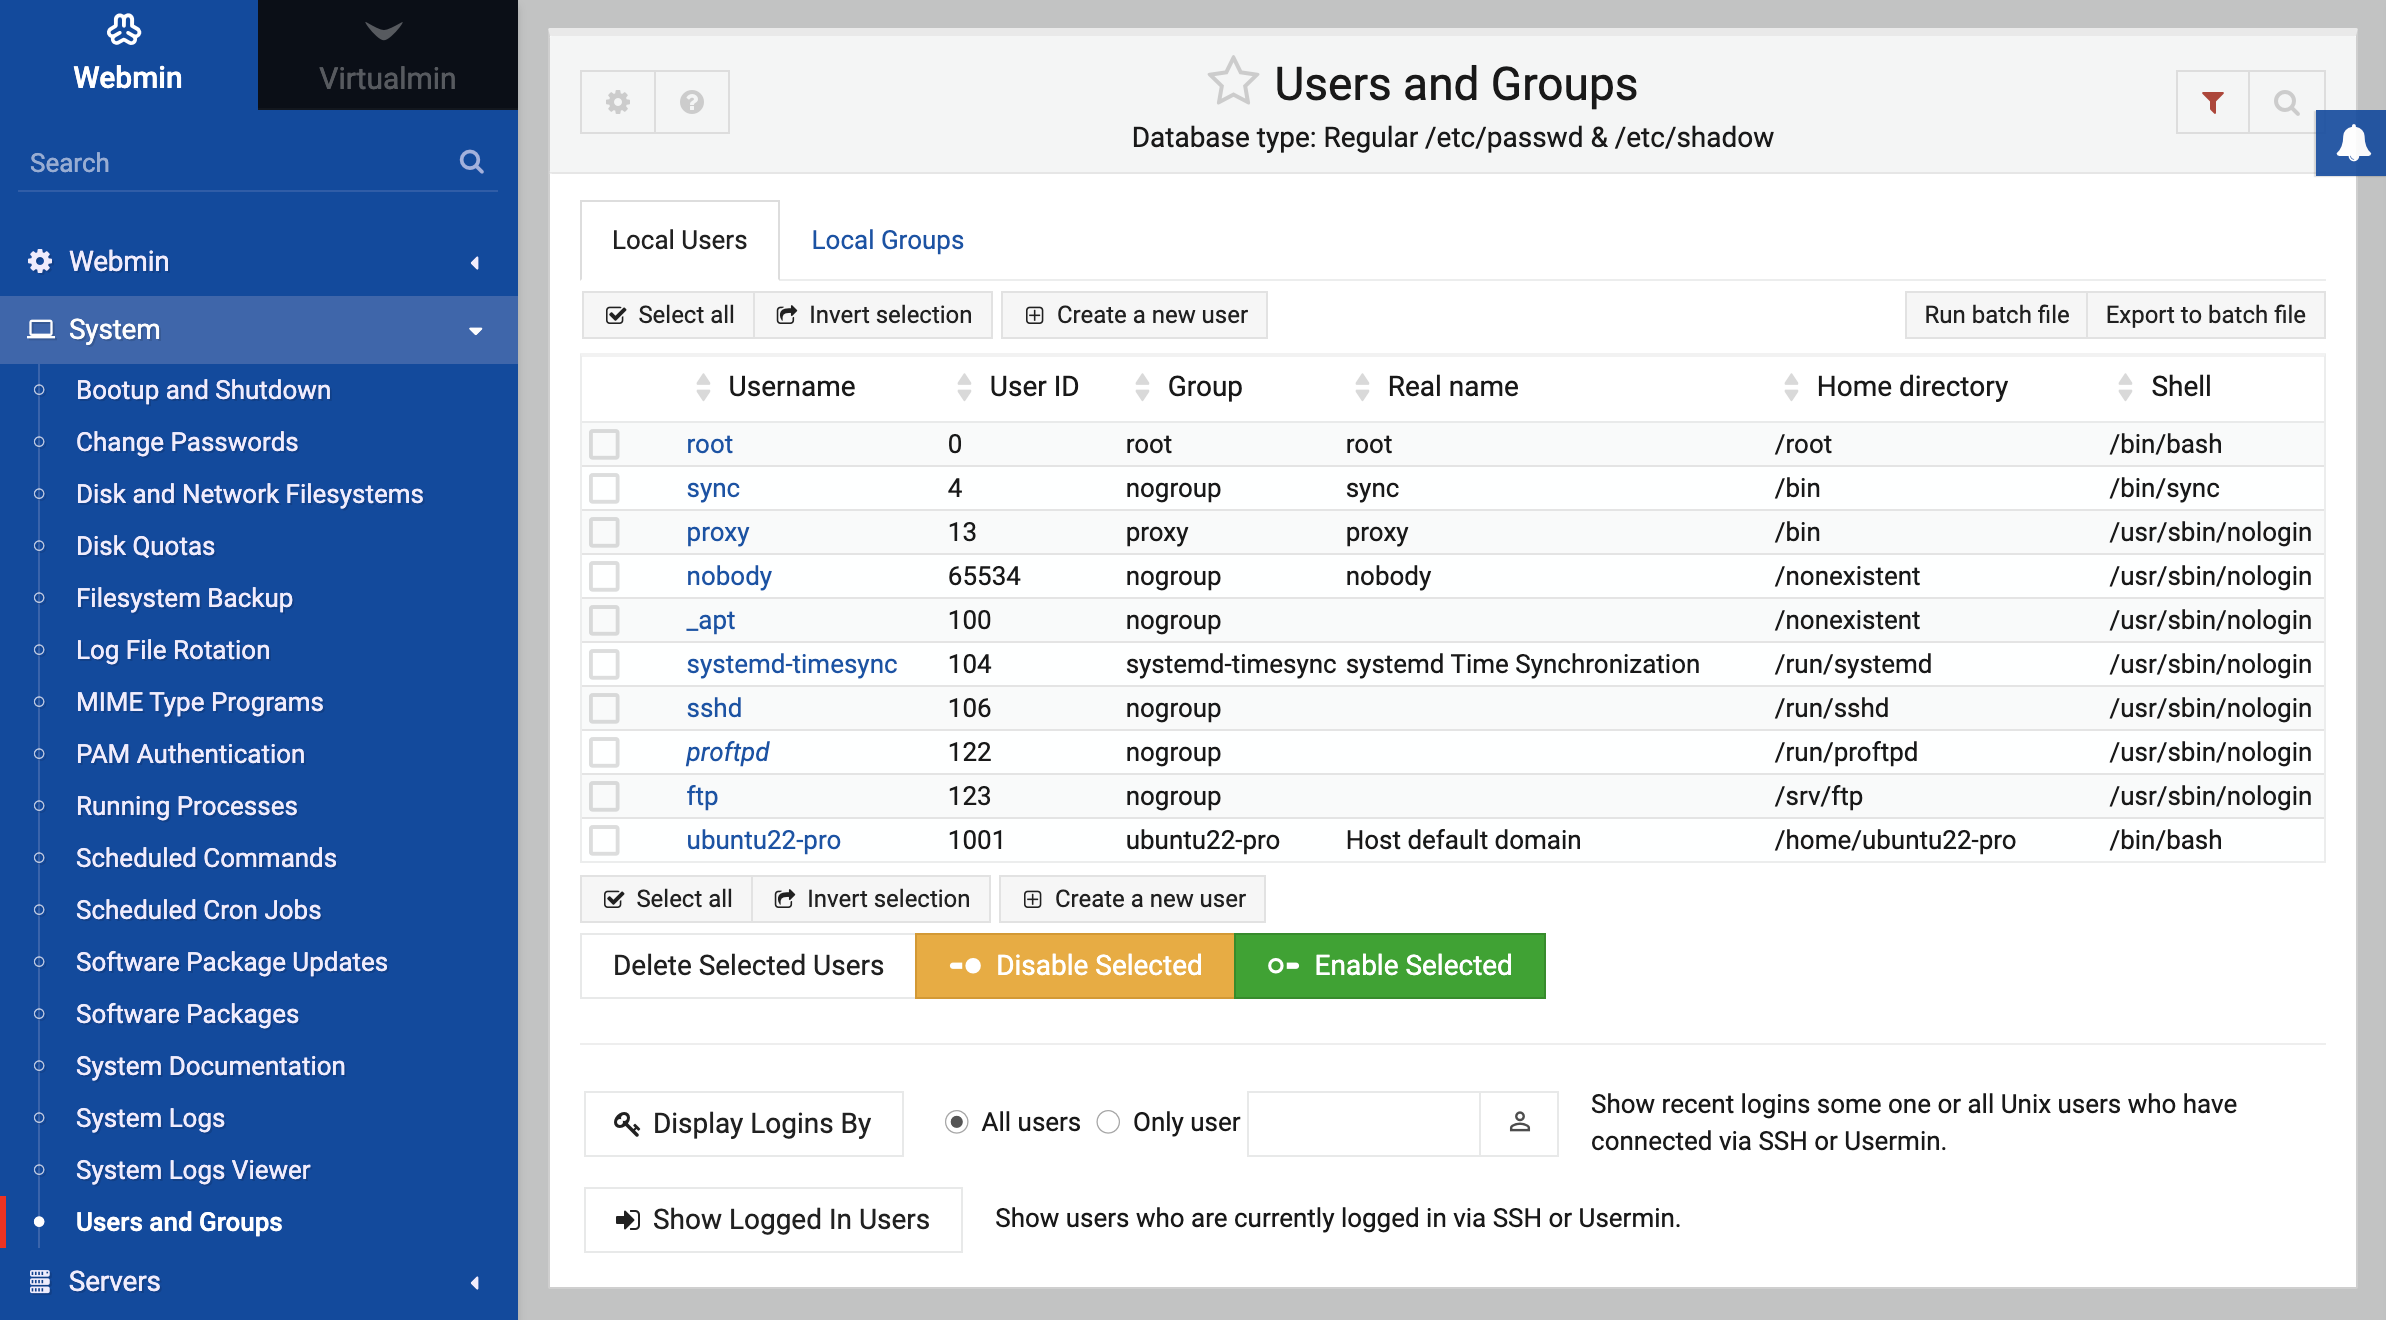 Webmin
Virtualmin
Search
Webmin
System
Bootup and Shutdown
Change Passwords
Disk and Network Filesystems
Disk Quotas
Filesystem Backup
Log File Rotation
MIME Type Programs
PAM Authentication
Running Processes
Scheduled Commands
Scheduled Cron Jobs
Software Package Updates
Software Packages
System Documentation
System Logs
System Logs Viewer
Users and Groups
Servers
Users and Groups
Database type: Regular /etc/passwd & /etc/shadow
Local Users Local Groups
Select all Invert selection Create a new user Run batch file Export to batch file
Username User ID Group Real name Home directory Shell
root 0 root root /root /bin/bash
sync 4 nogroup sync /bin /bin/sync
proxy 13 proxy proxy /bin /usr/sbin/nologin
nobody 65534 nogroup nobody /nonexistent /usr/sbin/nologin
_apt 100 nogroup /nonexistent /usr/sbin/nologin
systemd-timesync 104 systemd-timesync systemd Time Synchronization /run/systemd /usr/sbin/nologin
sshd 106 nogroup /run/sshd /usr/sbin/nologin
proftpd 122 nogroup /run/proftpd /usr/sbin/nologin
ftp 123 nogroup /srv/ftp /usr/sbin/nologin
ubuntu22-pro 1001 ubuntu22-pro Host default domain /home/ubuntu22-pro /bin/bash
Select all Invert selection Create a new user
Delete Selected Users Disable Selected Enable Selected
Display Logins By All users Only user
Show recent logins some one or all Unix users who have
connected via SSH or Usermin.
Show Logged In Users Show users who are currently logged in via SSH or Usermin.